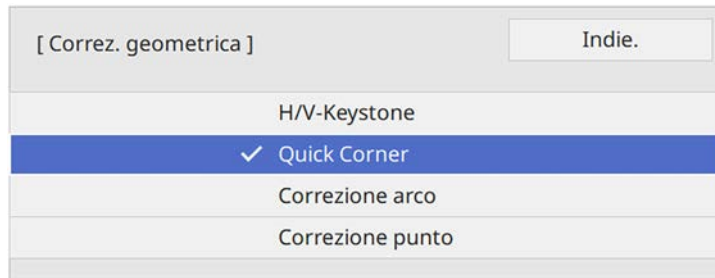 [ Correz. geometrica ]
Indie.
H/V-Keystone
Quick Corner
Correzione arco
Correzione punto